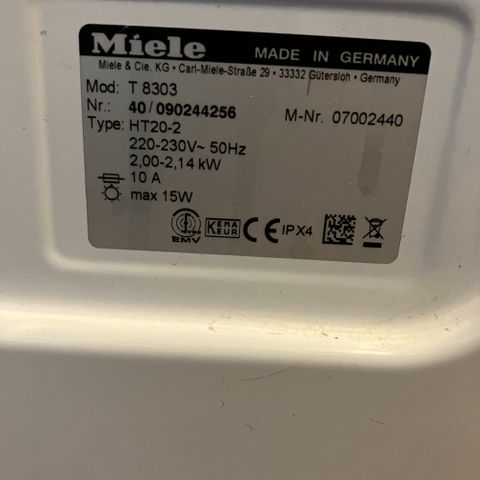 Miele
MADE IN GERMANY
Miele & Cie. KG • Carl-Miele-Straße 29 • 33332 Gütersloh • Germany
Mod: T 8303
Nr.: 40/090244256
M-Nr. 07002440
Type: HT20-2
220-230V~ 50Hz
2,00-2,14 kW
10 A
max 15W
EMV
KEMA
KEUR
CE
IPX4